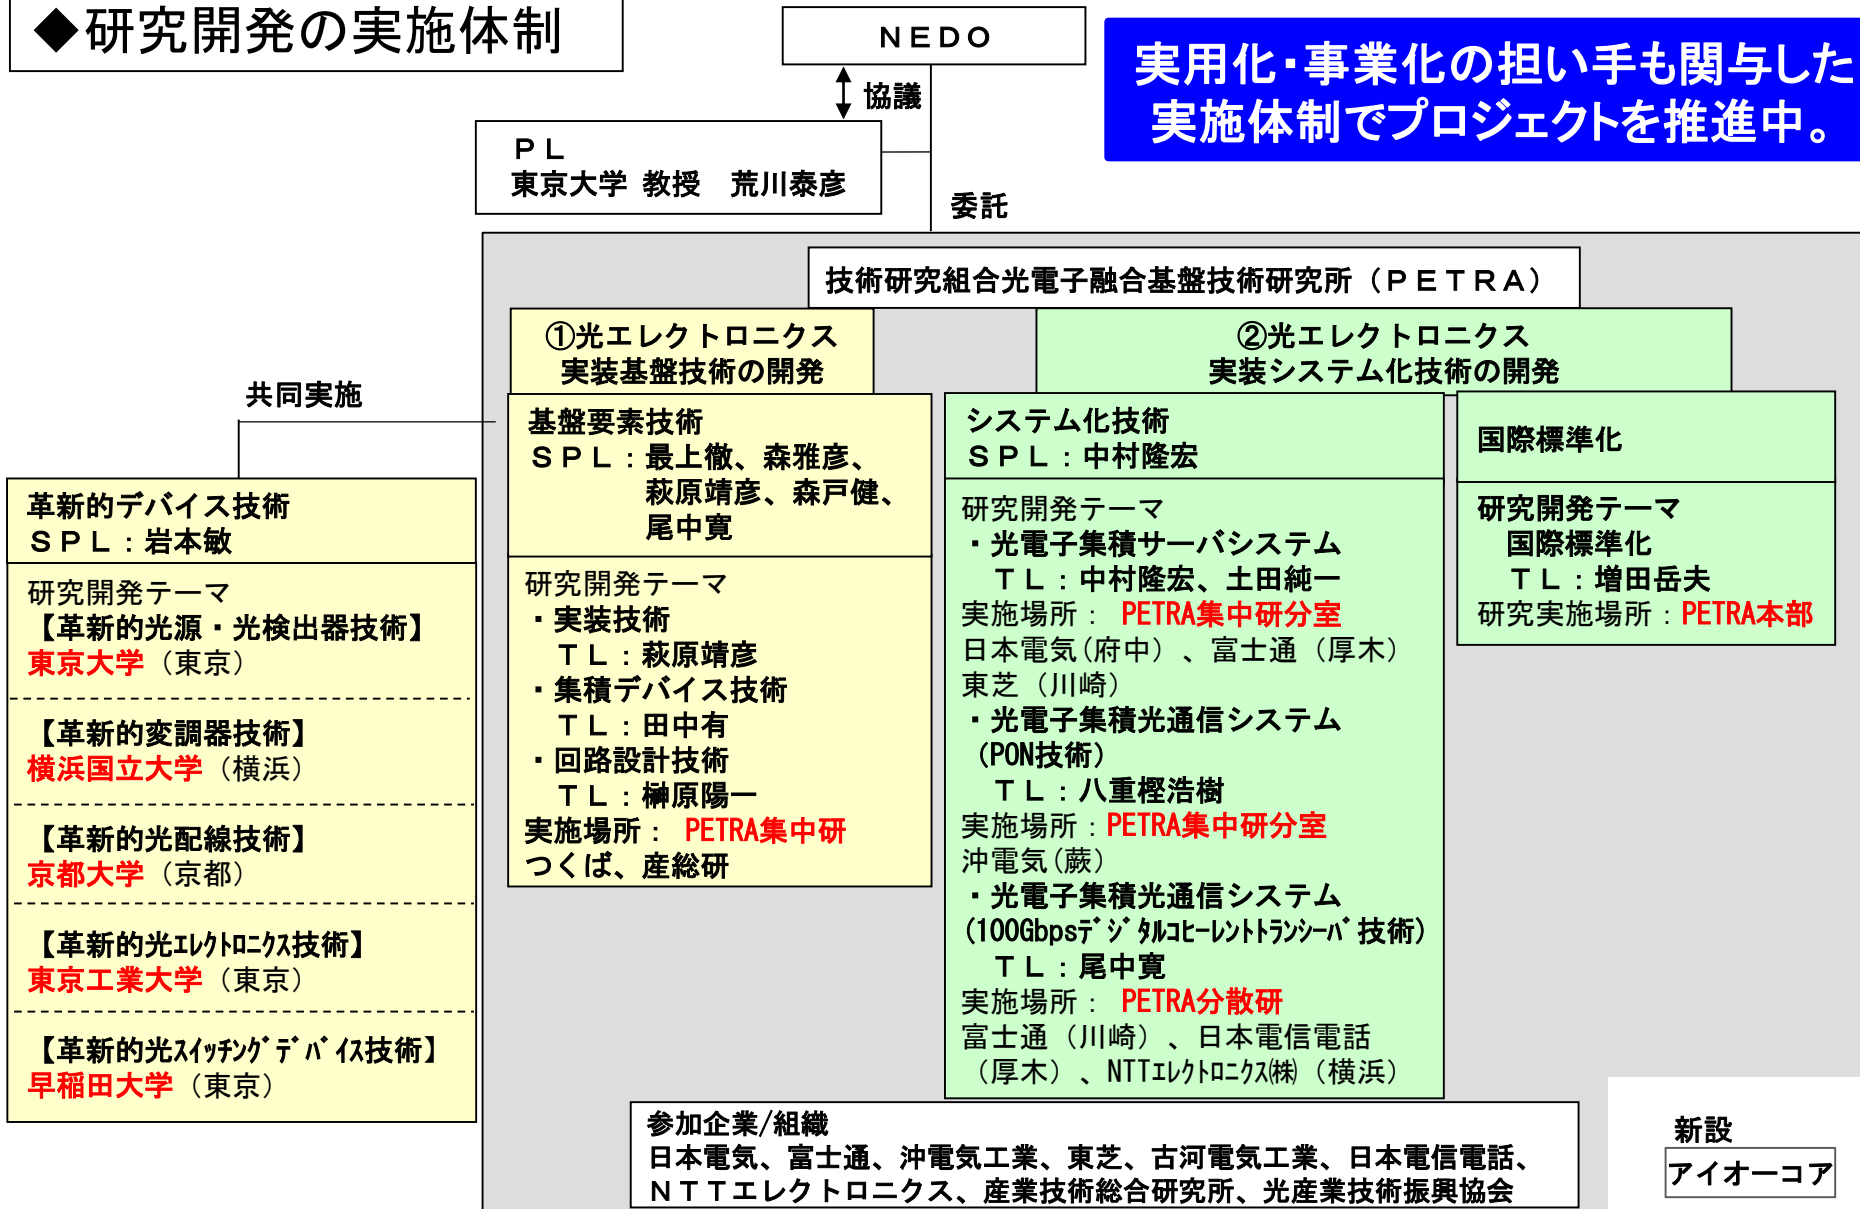 ◆研究開発の実施体制
ＮＥＤＯ
協議
実用化・事業化の担い手も関与した
実施体制でプロジェクトを推進中。
ＰＬ
東京大学 教授　荒川泰彦
委託
技術研究組合光電子融合基盤技術研究所（ＰＥＴＲＡ）
①光エレクトロニクス
実装基盤技術の開発
②光エレクトロニクス
実装システム化技術の開発
共同実施
革新的デバイス技術
ＳＰＬ：岩本敏
研究開発テーマ
【革新的光源・光検出器技術】
東京大学（東京）
【革新的変調器技術】
横浜国立大学（横浜）
【革新的光配線技術】
京都大学（京都）
【革新的光ｴﾚｸﾄﾛﾆｸｽ技術】
東京工業大学（東京）
【革新的光ｽｲｯﾁﾝｸﾞﾃﾞﾊﾞｲｽ技術】
早稲田大学（東京）
基盤要素技術
ＳＰＬ：最上徹、森雅彦、
萩原靖彦、森戸健、
尾中寛
研究開発テーマ
・実装技術
ＴＬ：萩原靖彦
・集積デバイス技術
ＴＬ：田中有
・回路設計技術
ＴＬ：榊原陽一
実施場所： PETRA集中研
つくば、産総研
システム化技術
ＳＰＬ：中村隆宏
研究開発テーマ
・光電子集積サーバシステム
ＴＬ：中村隆宏、土田純一
実施場所： PETRA集中研分室
日本電気(府中）、富士通（厚木）
東芝（川崎）
・光電子集積光通信システム
（PON技術）
ＴＬ：八重樫浩樹
実施場所：PETRA集中研分室
沖電気(蕨）
・光電子集積光通信システム
(100Gbpsﾃﾞｼﾞﾀﾙｺﾋｰﾚﾝﾄﾄﾗﾝｼｰﾊﾞ技術)
ＴＬ：尾中寛
実施場所： PETRA分散研
富士通（川崎）、日本電信電話
（厚木）、NTTｴﾚｸﾄﾛﾆｸｽ㈱（横浜）
国際標準化
研究開発テーマ
国際標準化
ＴＬ：増田岳夫
研究実施場所：PETRA本部
参加企業/組織
日本電気、富士通、沖電気工業、東芝、古河電気工業、日本電信電話、
ＮＴＴエレクトロニクス、産業技術総合研究所、光産業技術振興協会
新設
アイオーコア